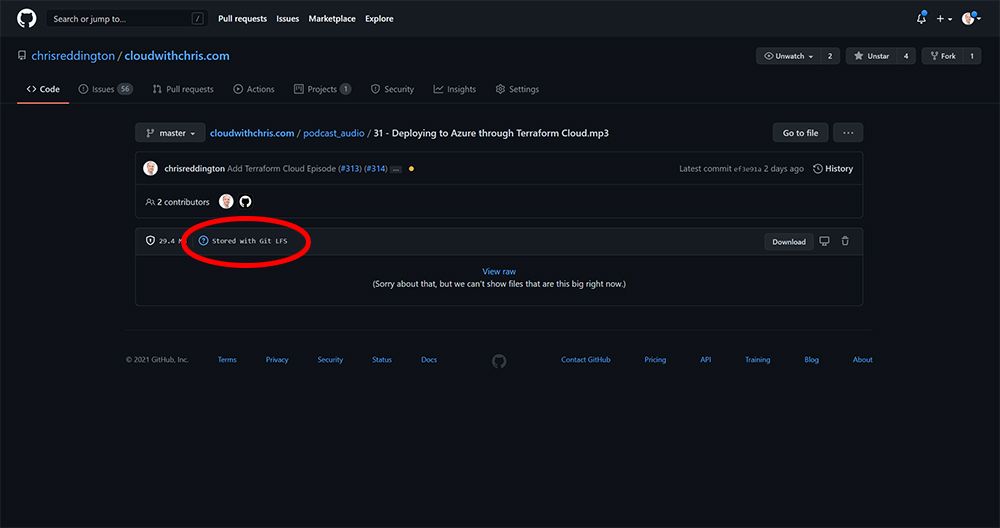 Search or jump to... / Pull requests Issues Marketplace Explore
chrisreddington / cloudwithchris.com Unwatch 2 Unstar 4 Fork 1
Code Issues 56 Pull requests Actions Projects 1 Security Insights Settings
master cloudwithchris.com / podcast_audio / 31 - Deploying to Azure through Terraform Cloud.mp3 Go to file ...
chrisreddington Add Terraform Cloud Episode (#313) (#314) ... Latest commit ef3e91a 2 days ago History
2 contributors
29.4 Stored with Git LFS Download
View raw
(Sorry about that, but we can't show files that are this big right now.)
© 2021 GitHub, Inc. Terms Privacy Security Status Docs Contact GitHub Pricing API Training Blog About